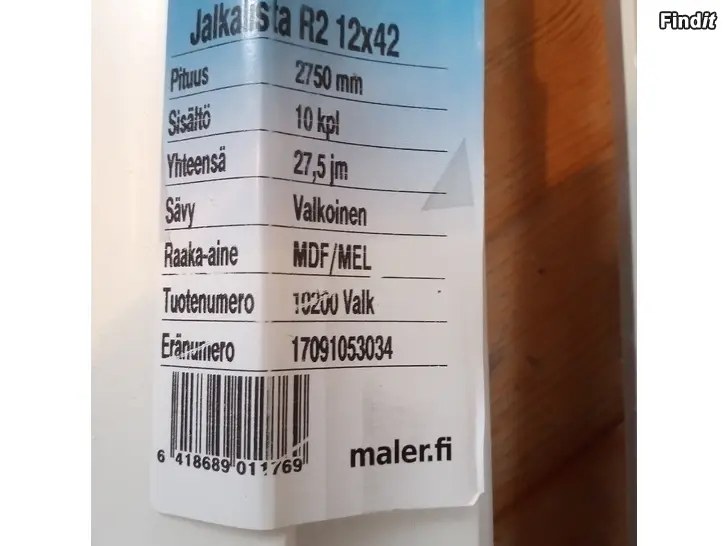 Findit
Jalkalista R2 12x42
Pituus 2750 mm
Sisältö 10 kpl
Yhteensä 27,5 jm
Sävy Valkoinen
Raaka-aine MDF/MEL
Tuotenumero 10200 Valk
Eränumero 17091053034
6 418689 011769
maler.fi